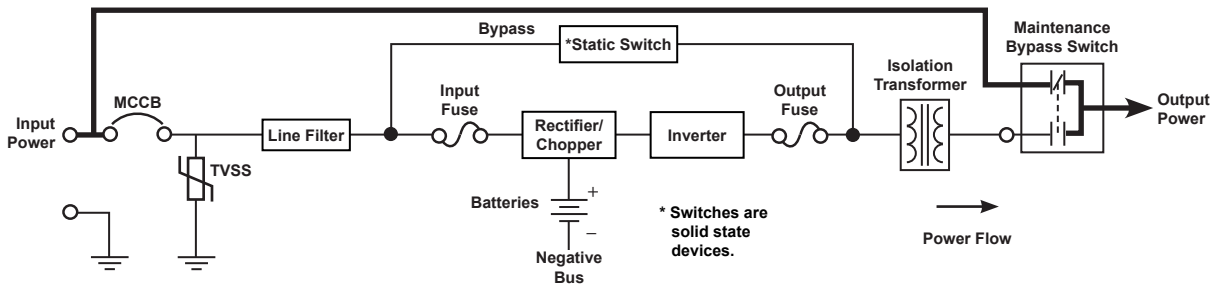 Bypass
*Static Switch
Maintenance
Bypass Switch
Isolation
Transformer
MCCB
Input
Fuse
Output
Fuse
Input
Power
Line Filter
Rectifier/
Chopper
Inverter
Output
Power
TVSS
Batteries
+
–
Negative
Bus
* Switches are
solid state
devices.
Power Flow